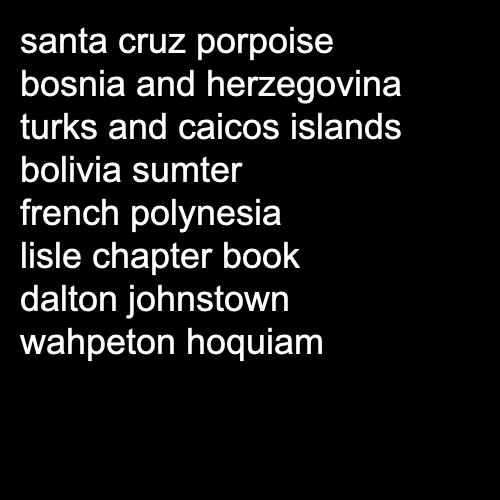 santa cruz porpoise
bosnia and herzegovina
turks and caicos islands
bolivia sumter
french polynesia
lisle chapter book
dalton johnstown
wahpeton hoquiam